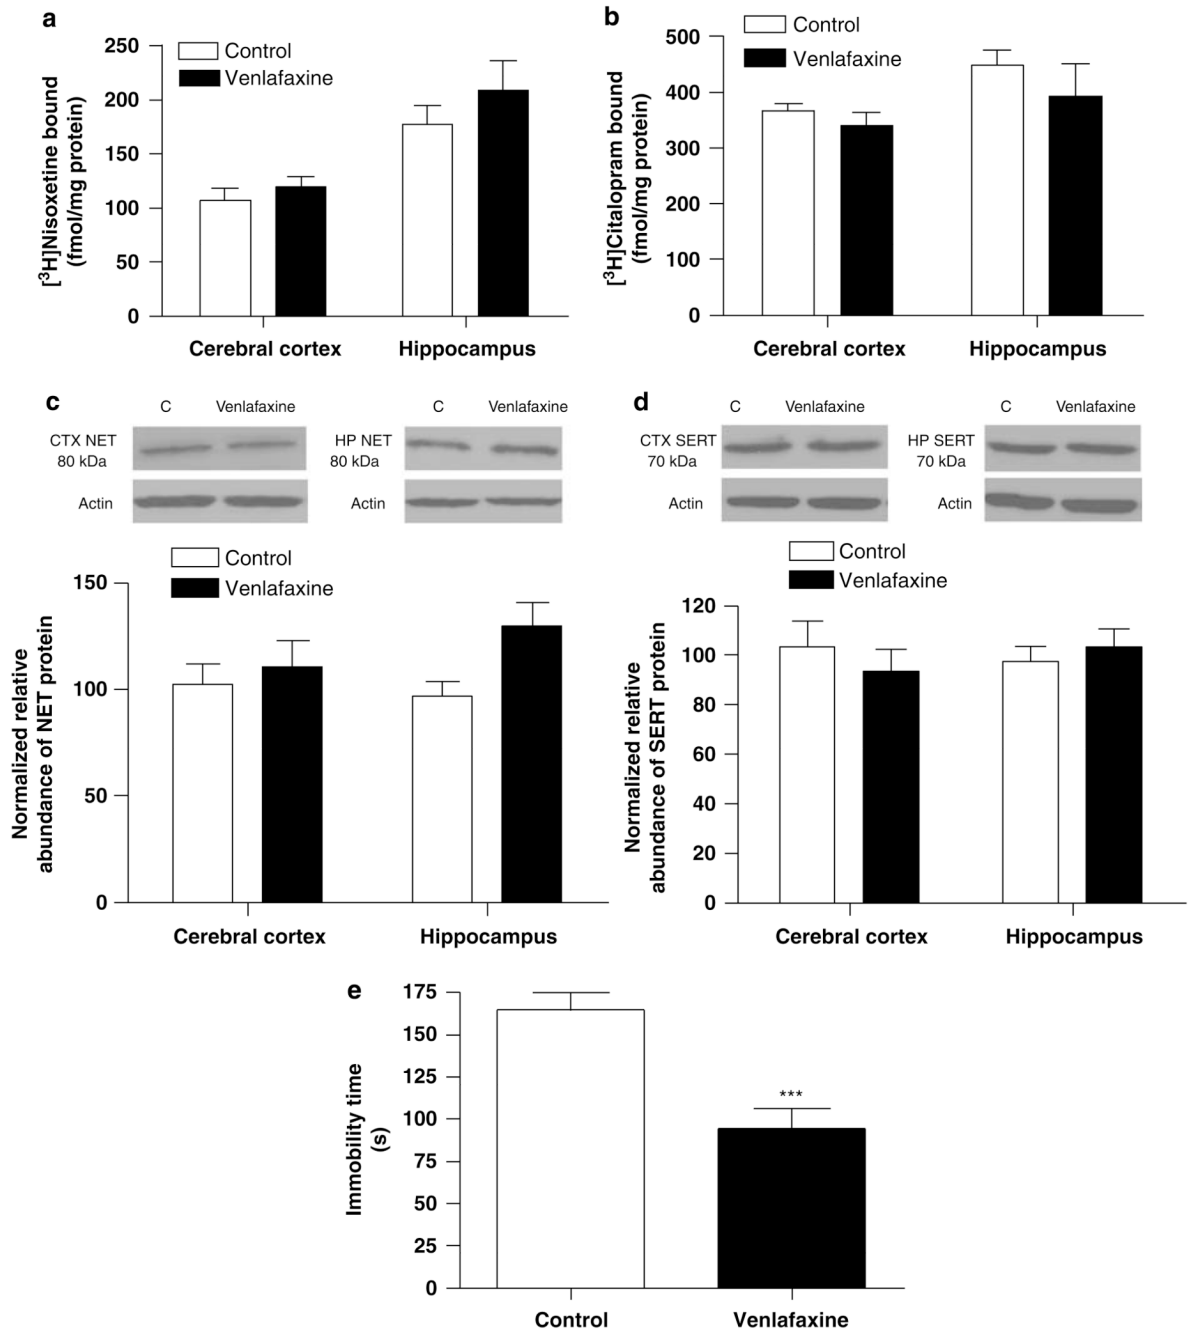 a
Control
Venlafaxine
[³H]Nisoxetine bound
(fmol/mg protein)
250
200
150
100
50
0
Cerebral cortex
Hippocampus
b
Control
Venlafaxine
[³H]Citalopram bound
(fmol/mg protein)
500
400
300
200
100
0
Cerebral cortex
Hippocampus
c
C
Venlafaxine
C
Venlafaxine
CTX NET
80 kDa
HP NET
80 kDa
Actin
Actin
Control
Venlafaxine
Normalized relative
abundance of NET protein
150
100
50
0
Cerebral cortex
Hippocampus
d
C
Venlafaxine
C
Venlafaxine
CTX SERT
70 kDa
HP SERT
70 kDa
Actin
Actin
Control
Venlafaxine
Normalized relative
abundance of SERT protein
120
100
80
60
40
20
0
Cerebral cortex
Hippocampus
e
Immobility time
(s)
175
150
125
100
75
50
25
0
***
Control
Venlafaxine